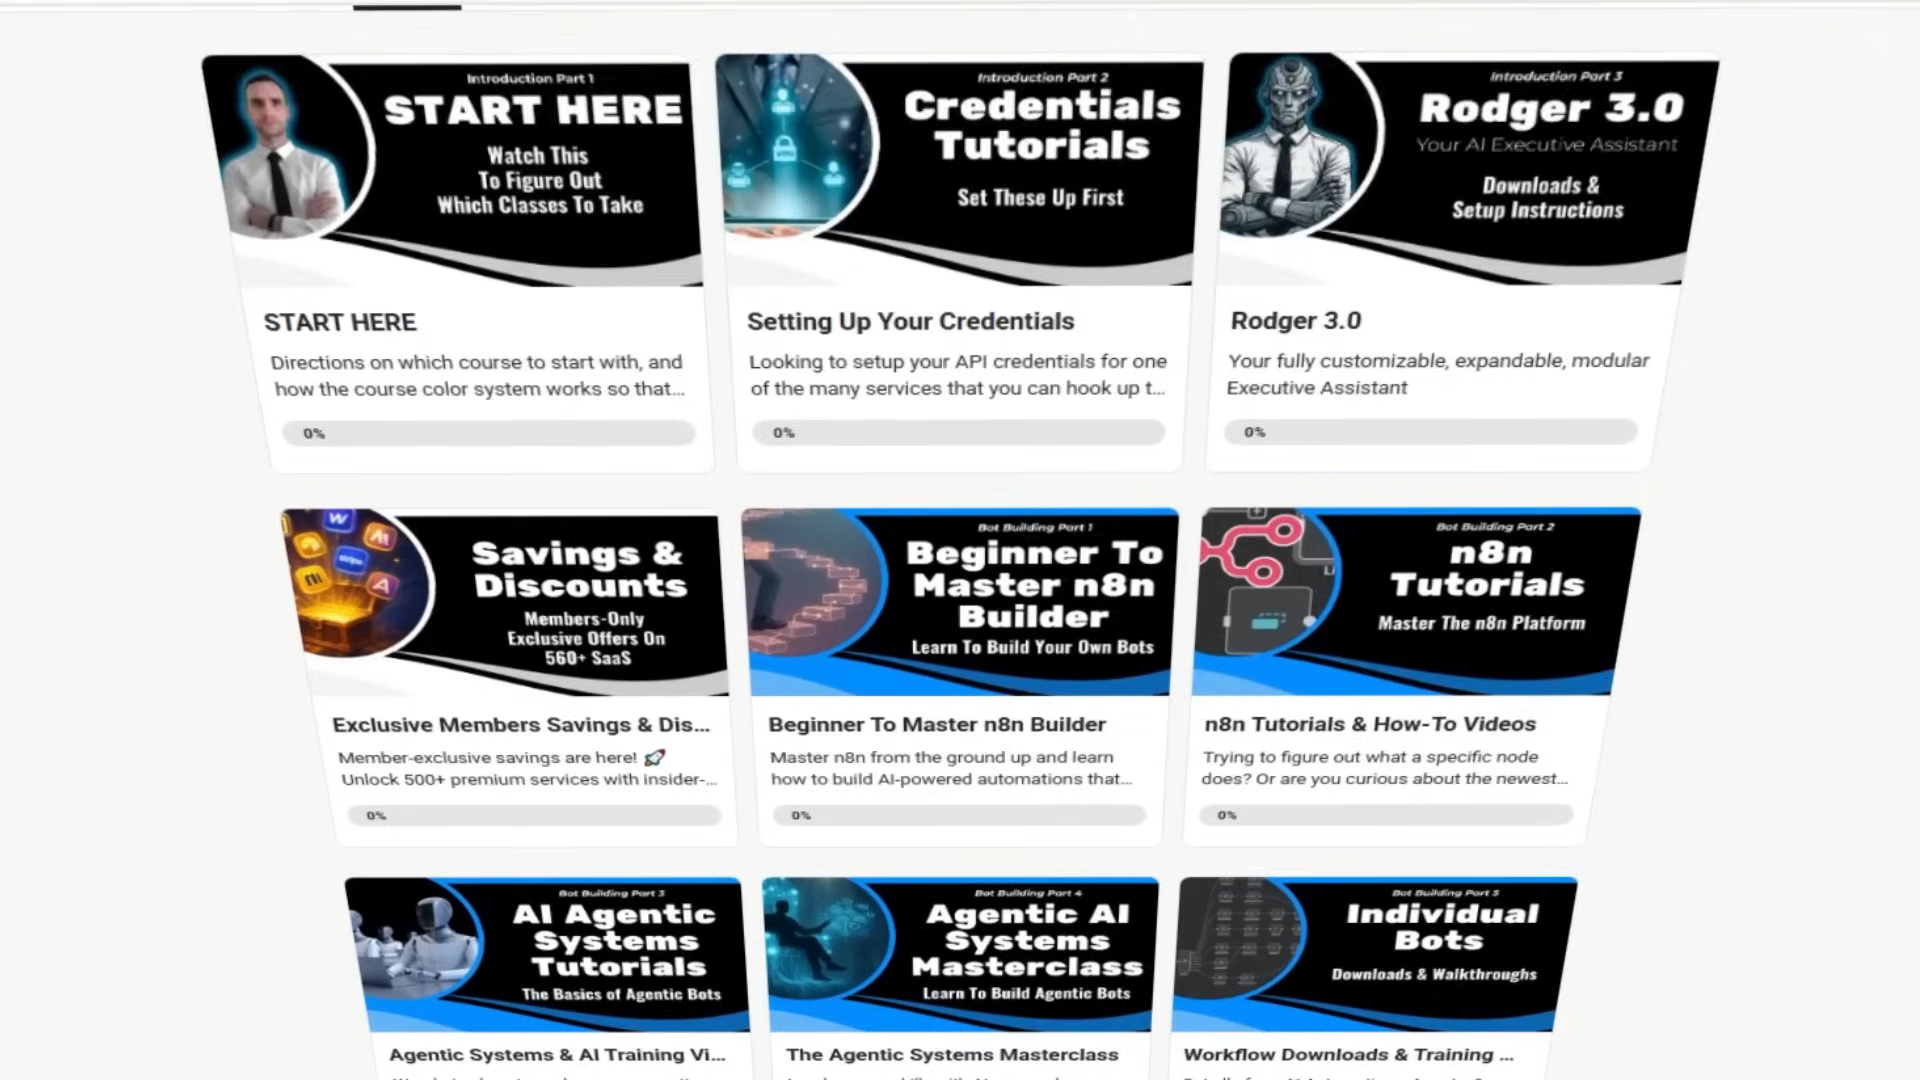 Introduction Part 1
START HERE
Watch This
To Figure Out
Which Classes To Take
START HERE
Directions on which course to start with, and
how the course color system works so that...
0%
Introduction Part 2
Credentials
Tutorials
Set These Up First
Setting Up Your Credentials
Looking to setup your API credentials for one
of the many services that you can hook up t...
0%
Introduction Part 3
Rodger 3.0
Your AI Executive Assistant
Downloads &
Setup Instructions
Rodger 3.0
Your fully customizable, expandable, modular
Executive Assistant
0%
W
AI
stripe
A
Savings &
Discounts
Members-Only
Exclusive Offers On
560+ SaaS
Exclusive Members Savings & Dis...
Member-exclusive savings are here! 🚀
Unlock 500+ premium services with insider-...
0%
Bot Building Part 1
Beginner To
Master n8n
Builder
Learn To Build Your Own Bots
Beginner To Master n8n Builder
Master n8n from the ground up and learn
how to build AI-powered automations that...
0%
Bot Building Part 2
n8n
Tutorials
Master The n8n Platform
n8n Tutorials & How-To Videos
Trying to figure out what a specific node
does? Or are you curious about the newest...
0%
Bot Building Part 3
AI Agentic
Systems
Tutorials
The Basics of Agentic Bots
Agentic Systems & AI Training Vi...
Bot Building Part 4
Agentic AI
Systems
Masterclass
Learn To Build Agentic Bots
The Agentic Systems Masterclass
Bot Building Part 5
Individual
Bots
Downloads & Walkthroughs
Workflow Downloads & Training ...